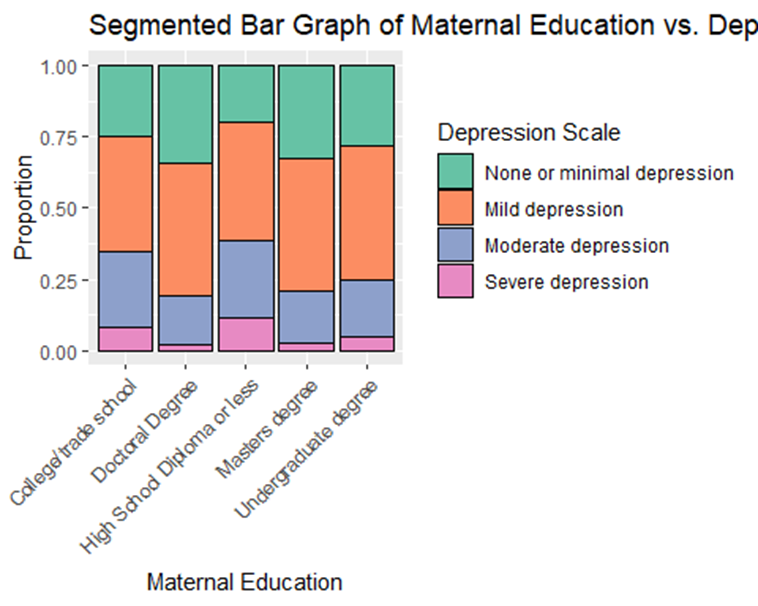 Segmented Bar Graph of Maternal Education vs. Dep
1.00
0.75
0.50
0.25
0.00
Proportion
Depression Scale
None or minimal depression
Mild depression
Moderate depression
Severe depression
College/trade school
Doctoral Degree
High School Diploma or less
Masters degree
Undergraduate degree
Maternal Education